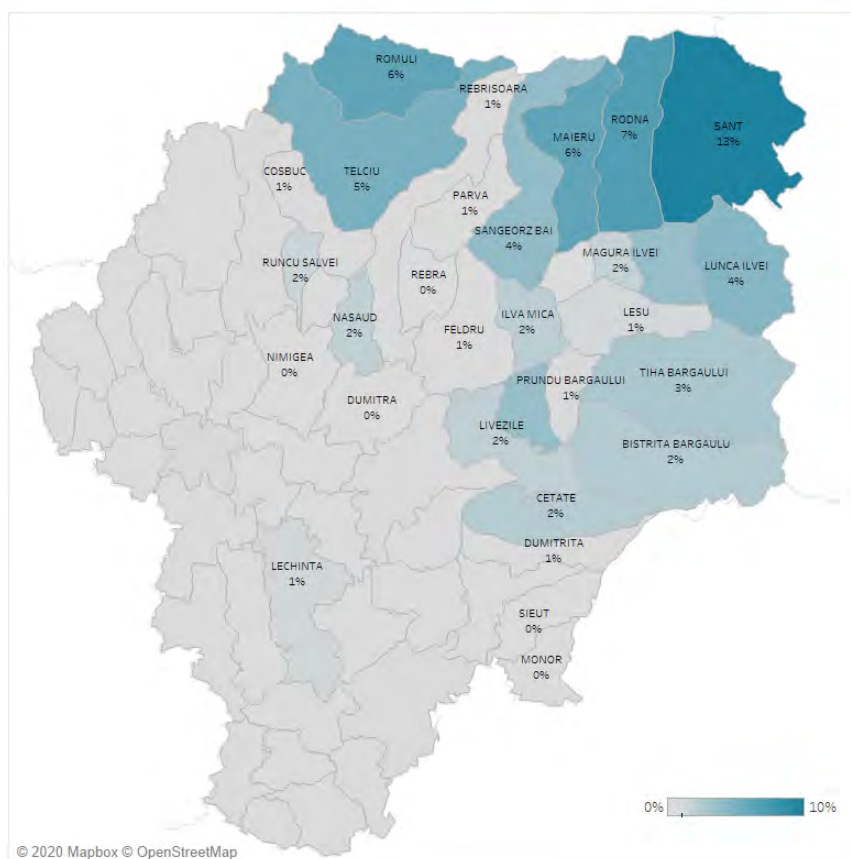 ROMULI
6%
REBRISOARA
1%
MAIERU
6%
RODNA
7%
SANT
13%
COSBUC
1%
TELCIU
5%
PARVA
1%
SANGEORZ BAI
4%
MAGURA ILVEI
2%
LUNCA ILVEI
4%
RUNCU SALVEI
2%
REBRA
0%
NASAUD
2%
FELDRU
1%
ILVA MICA
2%
LESU
1%
NIMIGEA
0%
DUMITRA
0%
PRUNDU BARGAULUI
1%
TIHA BARGAULUI
3%
LIVEZILE
2%
BISTRITA BARGAULU
2%
CETATE
2%
DUMITRITA
1%
LECHINTA
1%
SIEUT
0%
MONOR
0%
0% 10%
© 2020 Mapbox © OpenStreetMap